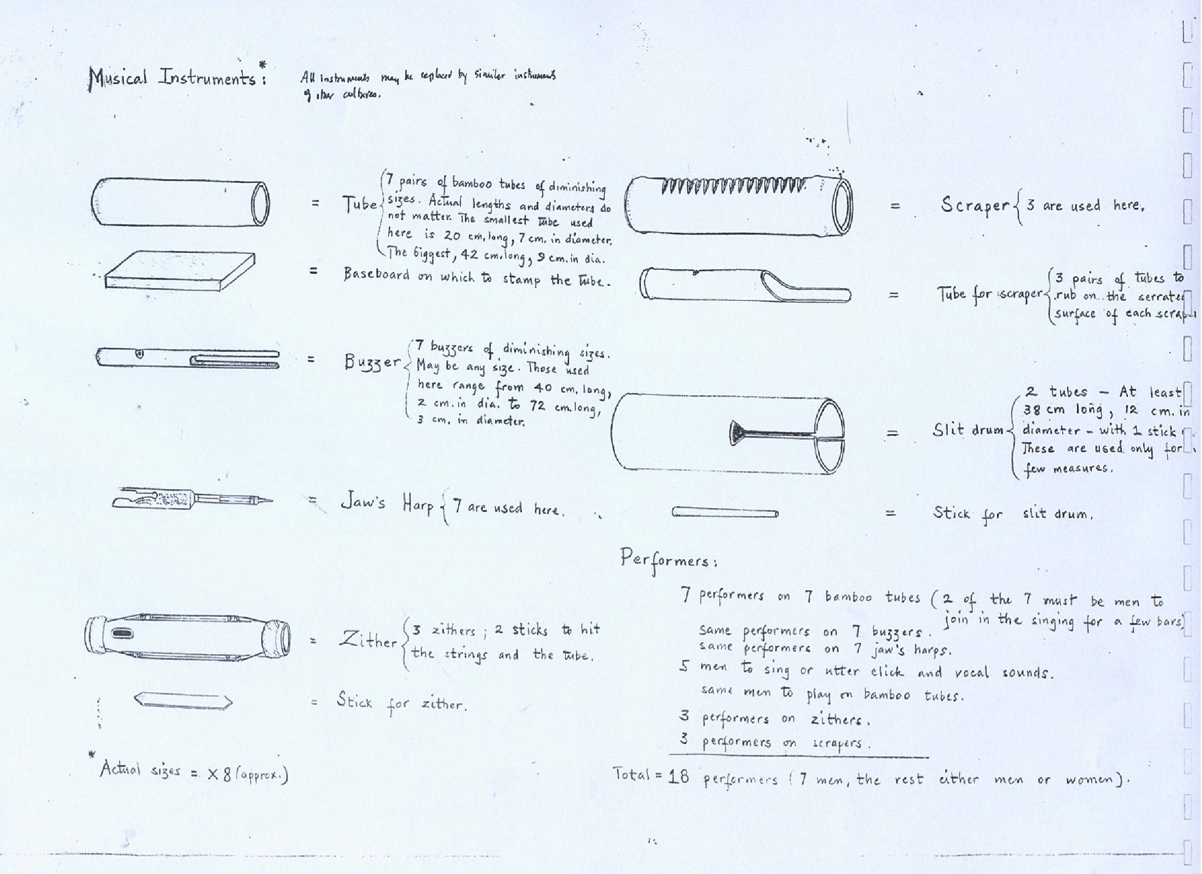 Musical Instruments*:
All instruments may be replaced by similar instruments
of other cultures.
= Tube { 7 pairs of bamboo tubes of diminishing
sizes. Actual lengths and diameters do
not matter. The smallest tube used
here is 20 cm. long, 7 cm. in diameter.
The biggest, 42 cm. long, 9 cm. in dia.
= Baseboard on which to stamp the Tube.
= Buzzer { 7 buzzers of diminishing sizes.
May be any size. Those used
here range from 40 cm. long,
2 cm. in dia. to 72 cm. long,
3 cm. in diameter.
= Jaw's Harp { 7 are used here.
= Zither { 3 zithers ; 2 sticks to hit
the strings and the tube.
= Stick for zither.
* Actual sizes = × 8 (approx.)
= Scraper { 3 are used here.
= Tube for scraper { 3 pairs of tubes to
rub on the serrated
surface of each
= Slit drum { 2 tubes – At least
38 cm long, 12 cm. in
diameter – with 1 stick
These are used only for
few measures.
= Stick for slit drum.
Performers:
7 performers on 7 bamboo tubes (2 of the 7 must be men to
join in the singing for a few bars)
same performers on 7 buzzers.
same performers on 7 jaw's harps.
5 men to sing or utter click and vocal sounds.
same men to play on bamboo tubes.
3 performers on zithers.
3 performers on scrapers.
Total = 18 performers (7 men, the rest either men or women).